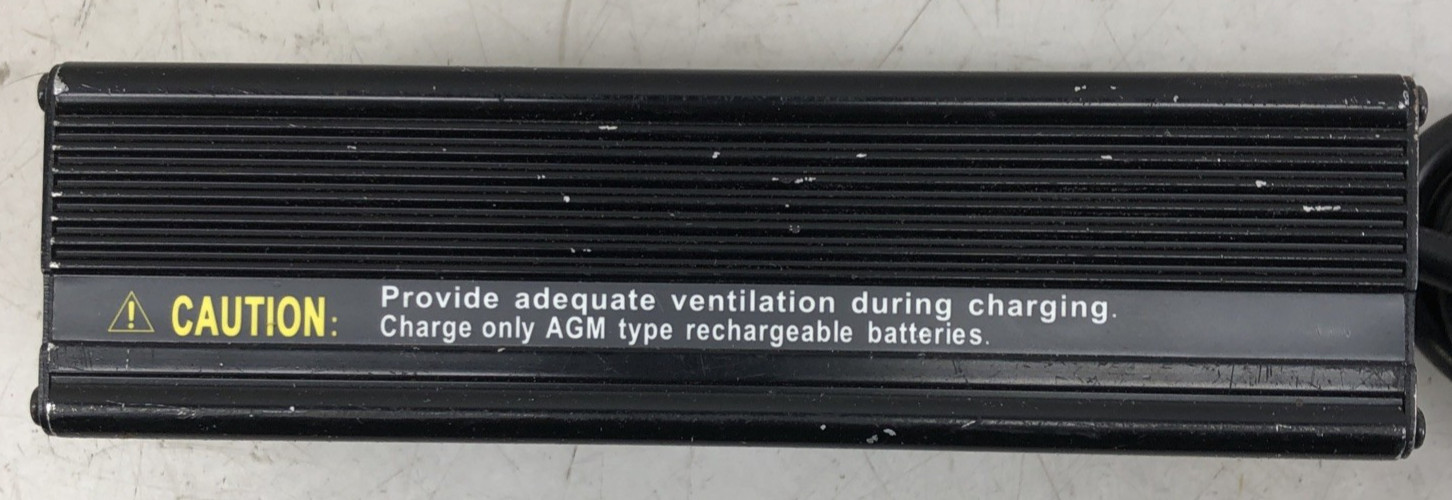 ⚠ CAUTION: Provide adequate ventilation during charging.
Charge only AGM type rechargeable batteries.